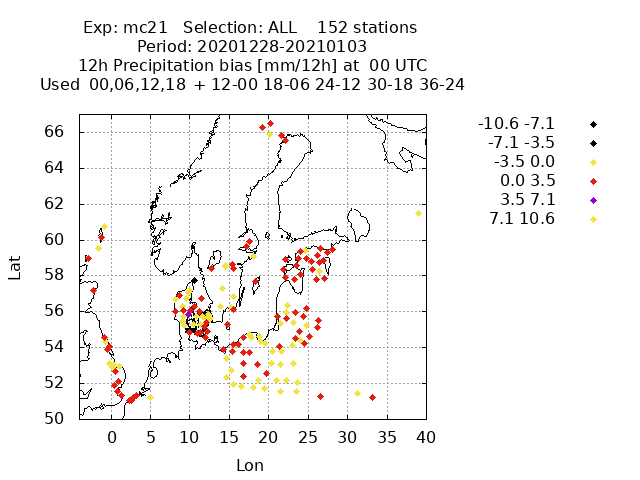 Exp: mc21 Selection: ALL 152 stations
Period: 20201228-20210103
12h Precipitation bias [mm/12h] at 00 UTC
Used 00,06,12,18 + 12-00 18-06 24-12 30-18 36-24
-10.6 -7.1
-7.1 -3.5
-3.5 0.0
0.0 3.5
3.5 7.1
7.1 10.6
66
64
62
60
58
56
54
52
50
Lat
0 5 10 15 20 25 30 35 40
Lon